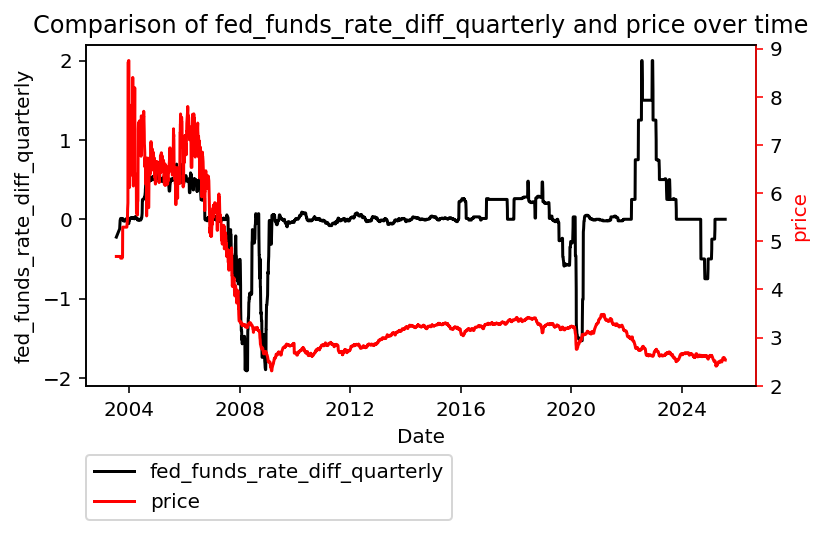 Comparison of fed_funds_rate_diff_quarterly and price over time
fed_funds_rate_diff_quarterly
2
1
0
−1
−2
9
8
7
6
5
4
3
2
price
2004 2008 2012 2016 2020 2024
Date
fed_funds_rate_diff_quarterly
price